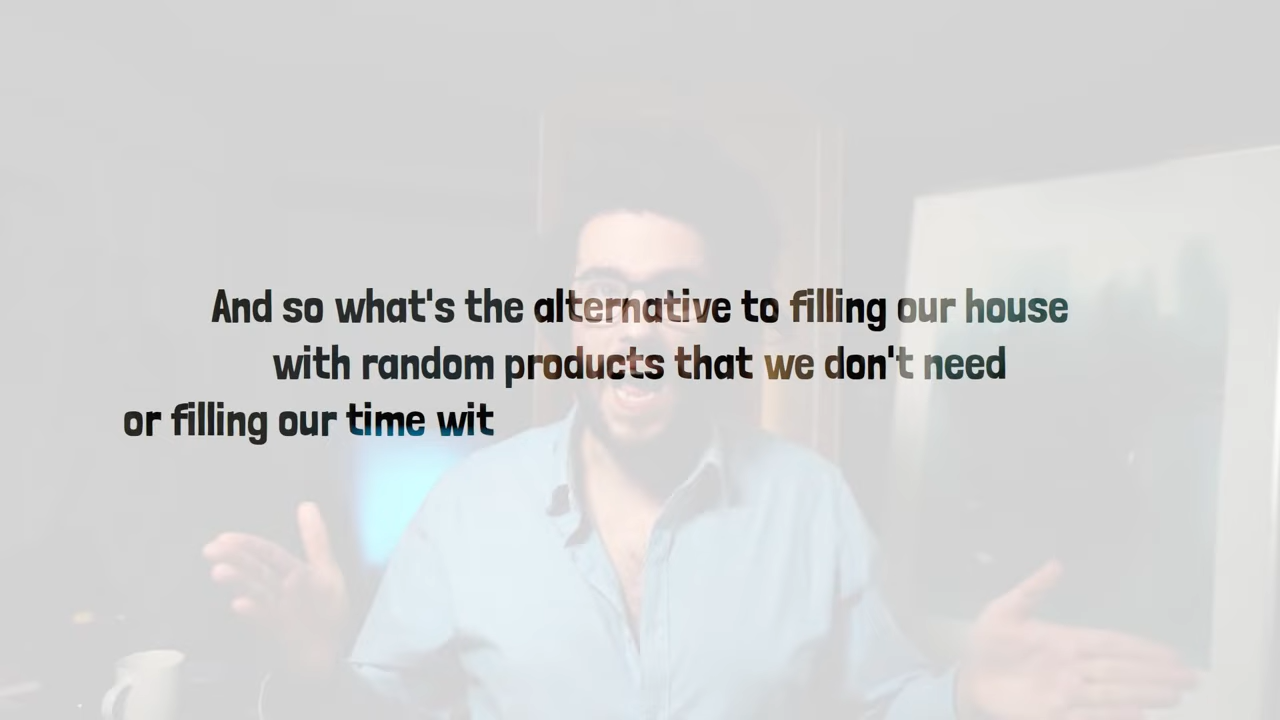 And so what's the alternative to filling our house
with random products that we don't need
or filling our time wit